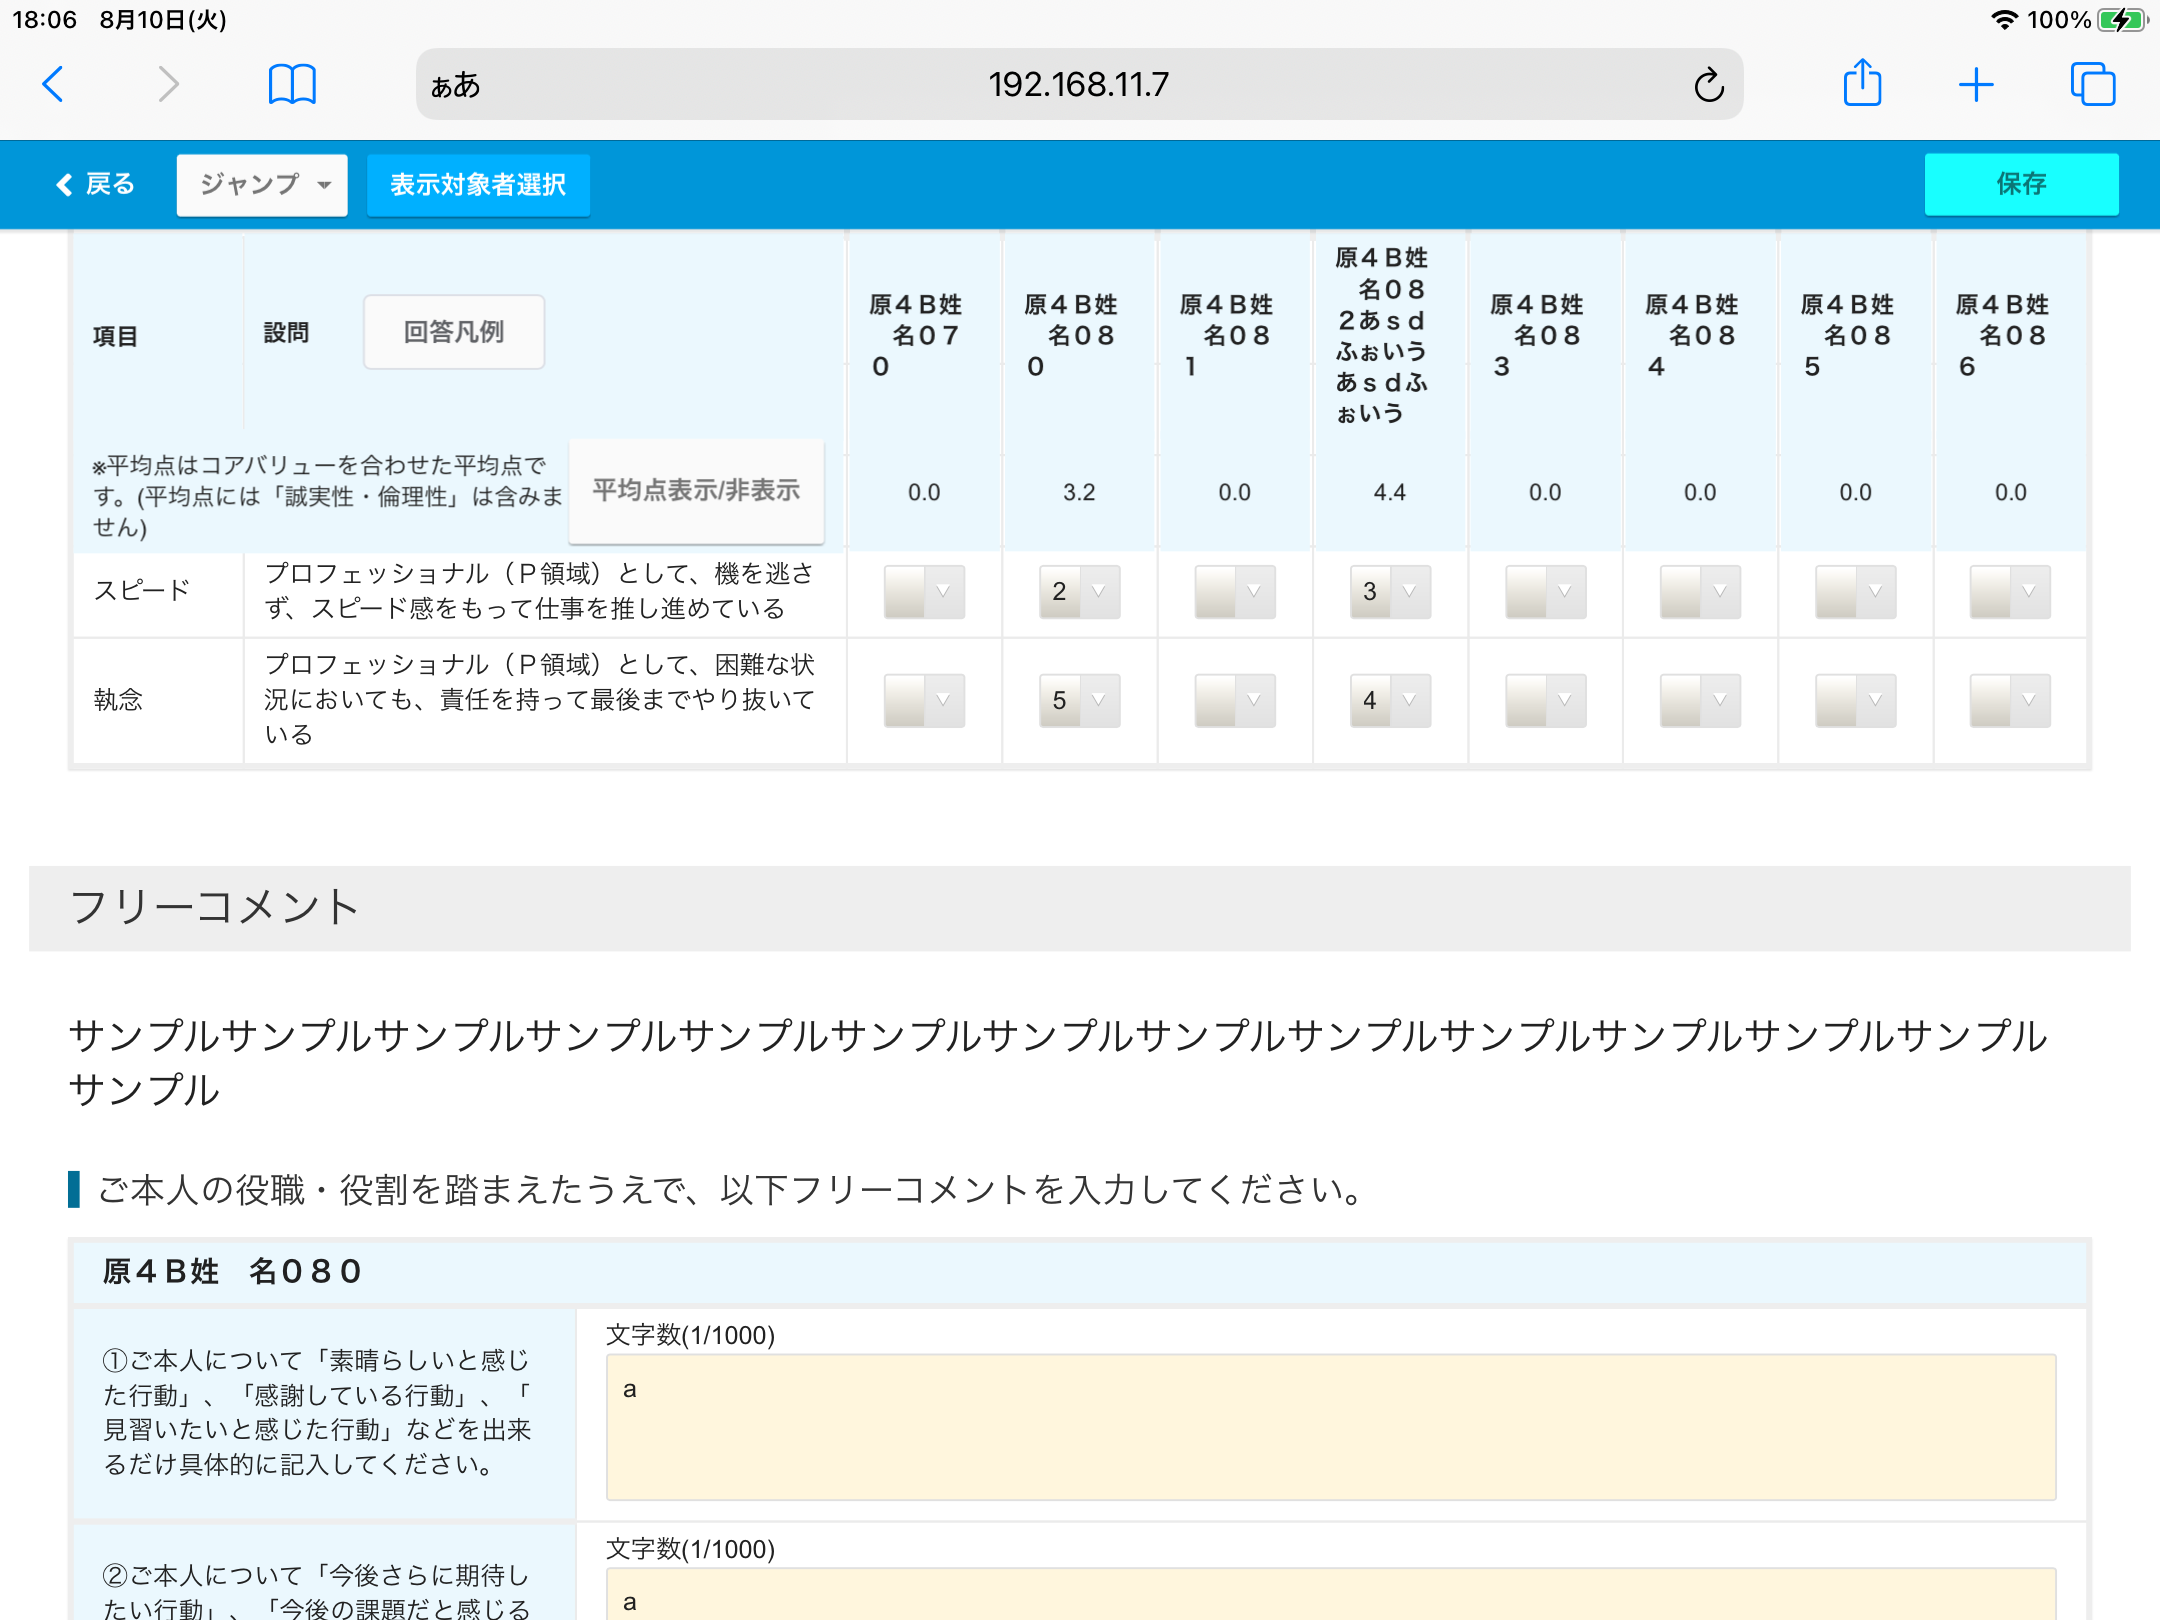 18:06 8月10日(火) 100%
ぁあ 192.168.11.7
戻る ジャンプ 表示対象者選択 保存
項目 設問 回答凡例
原４Ｂ姓
名０７
０
原４Ｂ姓
名０８
０
原４Ｂ姓
名０８
１
原４Ｂ姓
名０８
２あｓｄ
ふぉいう
あｓｄふ
ぉいう
原４Ｂ姓
名０８
３
原４Ｂ姓
名０８
４
原４Ｂ姓
名０８
５
原４Ｂ姓
名０８
６
※平均点はコアバリューを合わせた平均点で
す。(平均点には「誠実性・倫理性」は含みま
せん)
平均点表示/非表示
0.0 3.2 0.0 4.4 0.0 0.0 0.0 0.0
スピード
プロフェッショナル（Ｐ領域）として、機を逃さ
ず、スピード感をもって仕事を推し進めている
2 3
執念
プロフェッショナル（Ｐ領域）として、困難な状
況においても、責任を持って最後までやり抜いて
いる
5 4
フリーコメント
サンプルサンプルサンプルサンプルサンプルサンプルサンプルサンプルサンプルサンプルサンプルサンプルサンプル
サンプル
ご本人の役職・役割を踏まえたうえで、以下フリーコメントを入力してください。
原４Ｂ姓　名０８０
①ご本人について「素晴らしいと感じ
た行動」、「感謝している行動」、「
見習いたいと感じた行動」などを出来
るだけ具体的に記入してください。
文字数(1/1000)
a
②ご本人について「今後さらに期待し
たい行動」、「今後の課題だと感じる
文字数(1/1000)
a